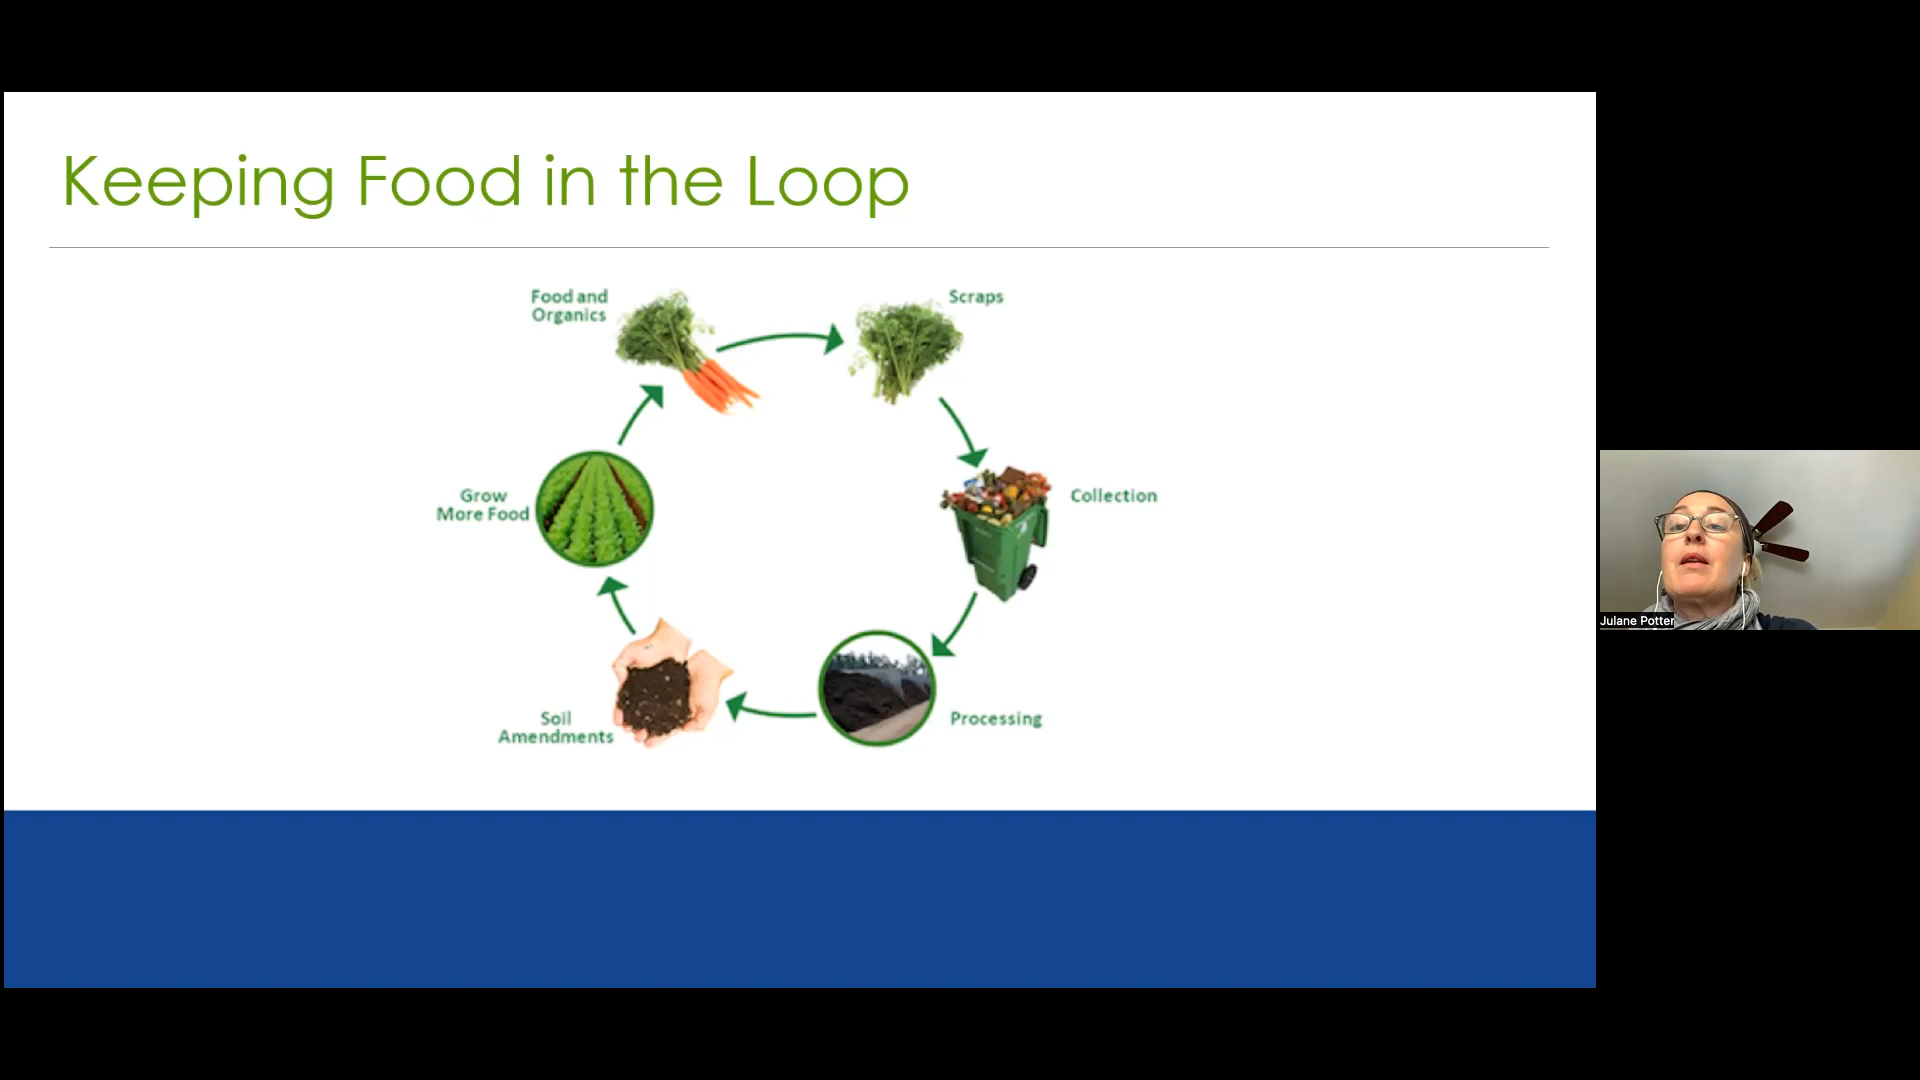 Keeping Food in the Loop
Food and
Organics
Scraps
Collection
Processing
Soil
Amendments
Grow
More Food
Julane Potter